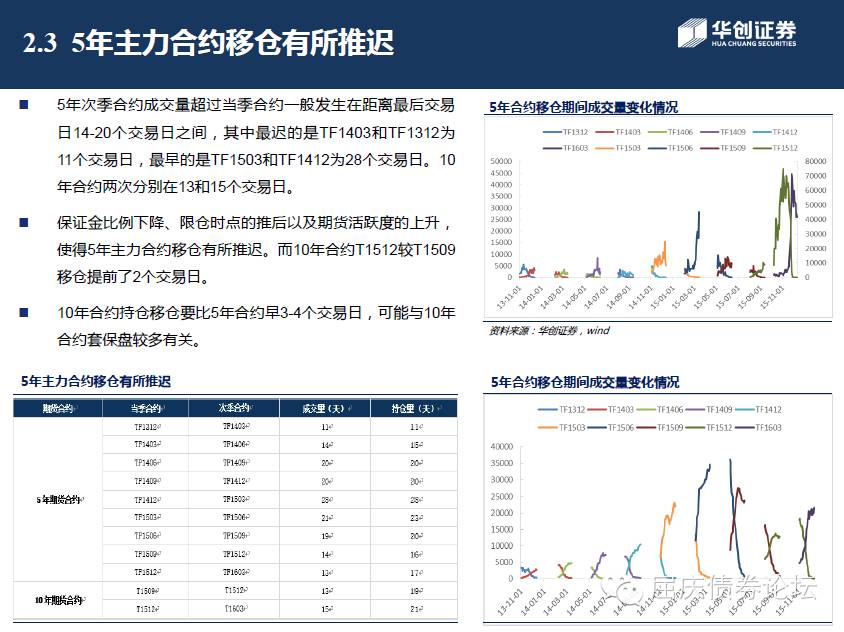 2.3 5年主力合约移仓有所推迟
华创证券
HUA CHUANG SECURITIES
■ 5年次季合约成交量超过当季合约一般发生在距离最后交易
日14-20个交易日之间，其中最迟的是TF1403和TF1312为
11个交易日，最早的是TF1503和TF1412为28个交易日。10
年合约两次分别在13和15个交易日。
■ 保证金比例下降、限仓时点的推后以及期货活跃度的上升，
使得5年主力合约移仓有所推迟。而10年合约T1512较T1509
移仓提前了2个交易日。
■ 10年合约持仓移仓要比5年合约早3-4个交易日，可能与10年
合约套保盘较多有关。
5年主力合约移仓有所推迟
期货合约 当季合约 次季合约 成交量（天） 持仓量（天）
5年期货合约
TF1312 TF1403 11 11
TF1403 TF1406 14 15
TF1406 TF1409 20 20
TF1409 TF1412 20 20
TF1412 TF1503 28 28
TF1503 TF1506 21 23
TF1506 TF1509 19 20
TF1509 TF1512 14 16
TF1512 TF1603 13 17
10年期货合约
T1509 T1512 13 19
T1512 T1603 15 21
5年合约移仓期间成交量变化情况
TF1312 TF1403 TF1406 TF1409 TF1412
TF1603 TF1503 TF1506 TF1509 TF1512
50000 80000
45000 70000
40000 60000
35000 50000
30000 40000
25000 30000
20000 20000
15000 10000
10000 0
5000
0
13-11-01 14-01-01 14-03-01 14-05-01 14-07-01 14-09-01 14-11-01 15-01-01 15-03-01 15-05-01 15-07-01 15-09-01 15-11-01
资料来源：华创证券，wind
5年合约移仓期间成交量变化情况
TF1312 TF1403 TF1406 TF1409 TF1412
TF1503 TF1506 TF1509 TF1512 TF1603
40000
35000
30000
25000
20000
15000
10000
5000
0
13-11-01 14-01-01 14-03-01 14-05-01 14-07-01 14-09-01 14-11-01 15-01-01 15-03-01 15-05-01 15-07-01 15-09-01 15-11-01
屈庆债券论坛